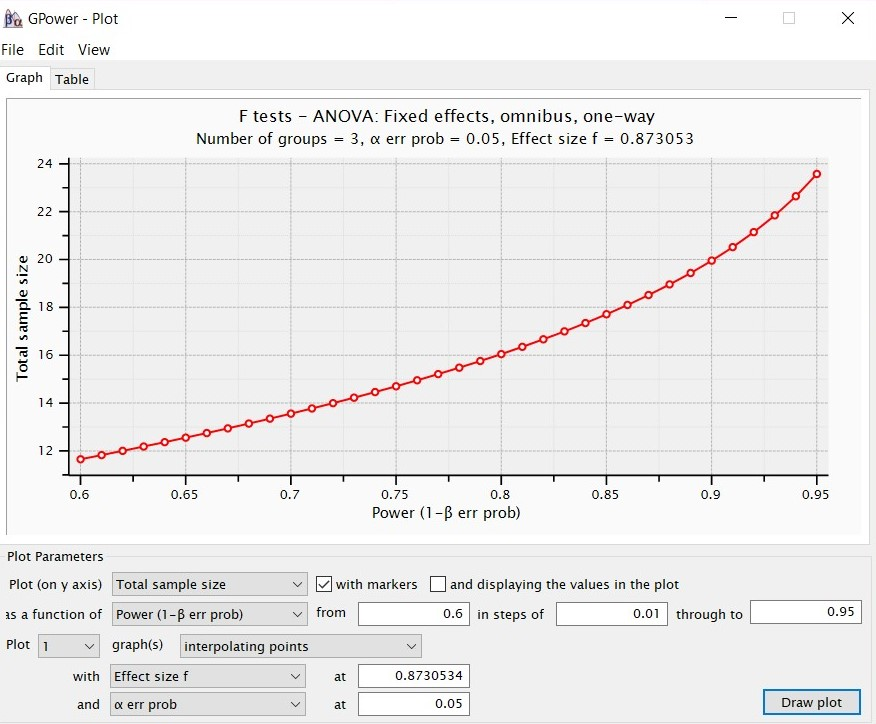 GPower - Plot
File Edit View
Graph Table
F tests - ANOVA: Fixed effects, omnibus, one-way
Number of groups = 3, α err prob = 0.05, Effect size f = 0.873053
24
22
20
18
16
14
12
Total sample size
0.6 0.65 0.7 0.75 0.8 0.85 0.9 0.95
Power (1-β err prob)
Plot Parameters
Plot (on y axis) Total sample size with markers and displaying the values in the plot
as a function of Power (1-β err prob) from 0.6 in steps of 0.01 through to 0.95
Plot 1 graph(s) interpolating points
with Effect size f at 0.8730534
and α err prob at 0.05 Draw plot